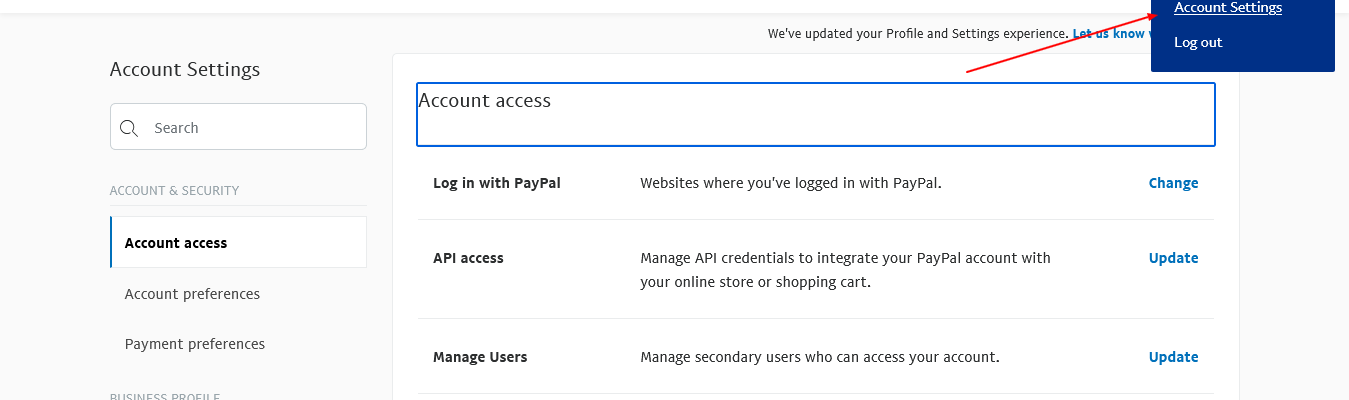 Account Settings
We've updated your Profile and Settings experience. Let us know
Log out
Account Settings
Search
ACCOUNT & SECURITY
Account access
Account preferences
Payment preferences
BUSINESS PROFILE
Account access
Log in with PayPal
Websites where you've logged in with PayPal.
Change
API access
Manage API credentials to integrate your PayPal account with
your online store or shopping cart.
Update
Manage Users
Manage secondary users who can access your account.
Update